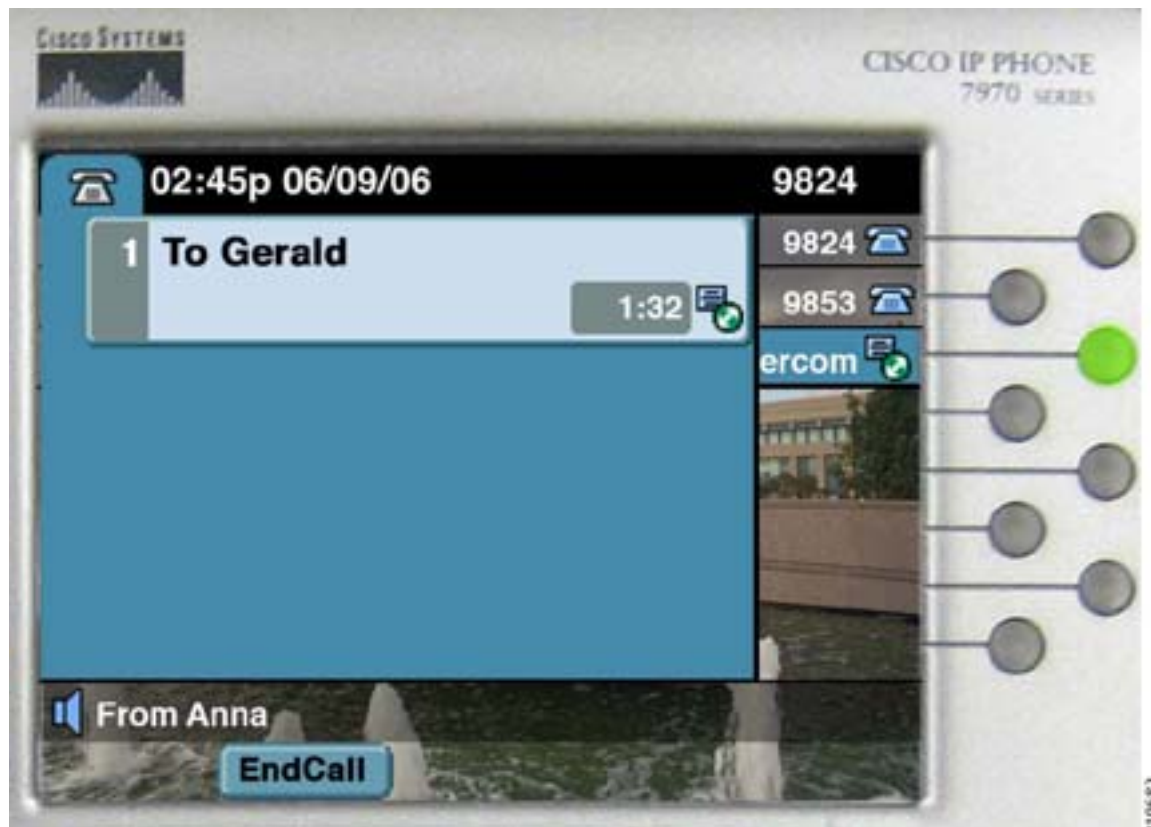 CISCO SYSTEMS
CISCO IP PHONE
7970 SERIES
02:45p 06/09/06
9824
1 To Gerald
1:32
9824
9853
ercom
From Anna
EndCall